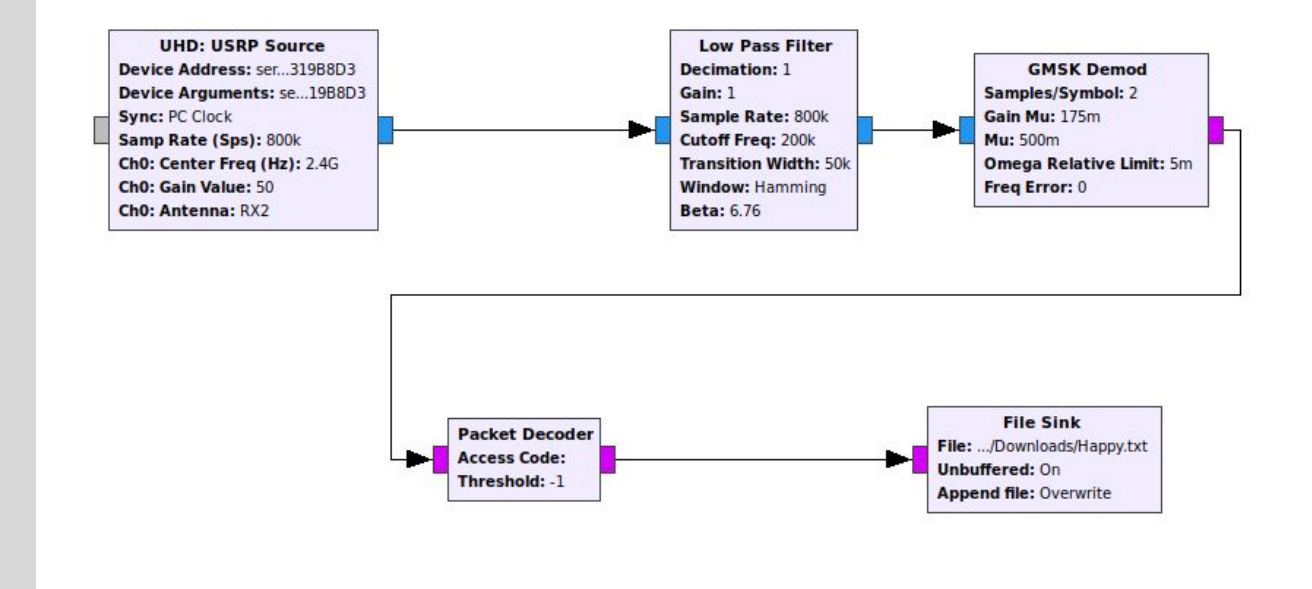 UHD: USRP Source
Device Address: ser...319B8D3
Device Arguments: se...19B8D3
Sync: PC Clock
Samp Rate (Sps): 800k
Ch0: Center Freq (Hz): 2.4G
Ch0: Gain Value: 50
Ch0: Antenna: RX2
Low Pass Filter
Decimation: 1
Gain: 1
Sample Rate: 800k
Cutoff Freq: 200k
Transition Width: 50k
Window: Hamming
Beta: 6.76
GMSK Demod
Samples/Symbol: 2
Gain Mu: 175m
Mu: 500m
Omega Relative Limit: 5m
Freq Error: 0
Packet Decoder
Access Code:
Threshold: -1
File Sink
File: .../Downloads/Happy.txt
Unbuffered: On
Append file: Overwrite